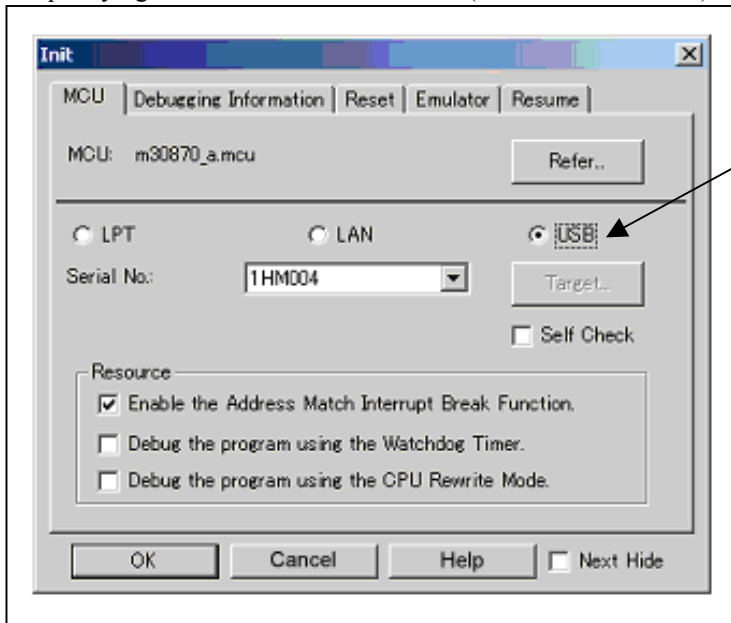 Init
MCU Debugging Information Reset Emulator Resume
MCU: m30870_a.mcu Refer..
LPT LAN USB
Serial No.: 1HM004 Target..
Self Check
Resource
Enable the Address Match Interrupt Break Function.
Debug the program using the Watchdog Timer.
Debug the program using the CPU Rewrite Mode.
OK Cancel Help Next Hide